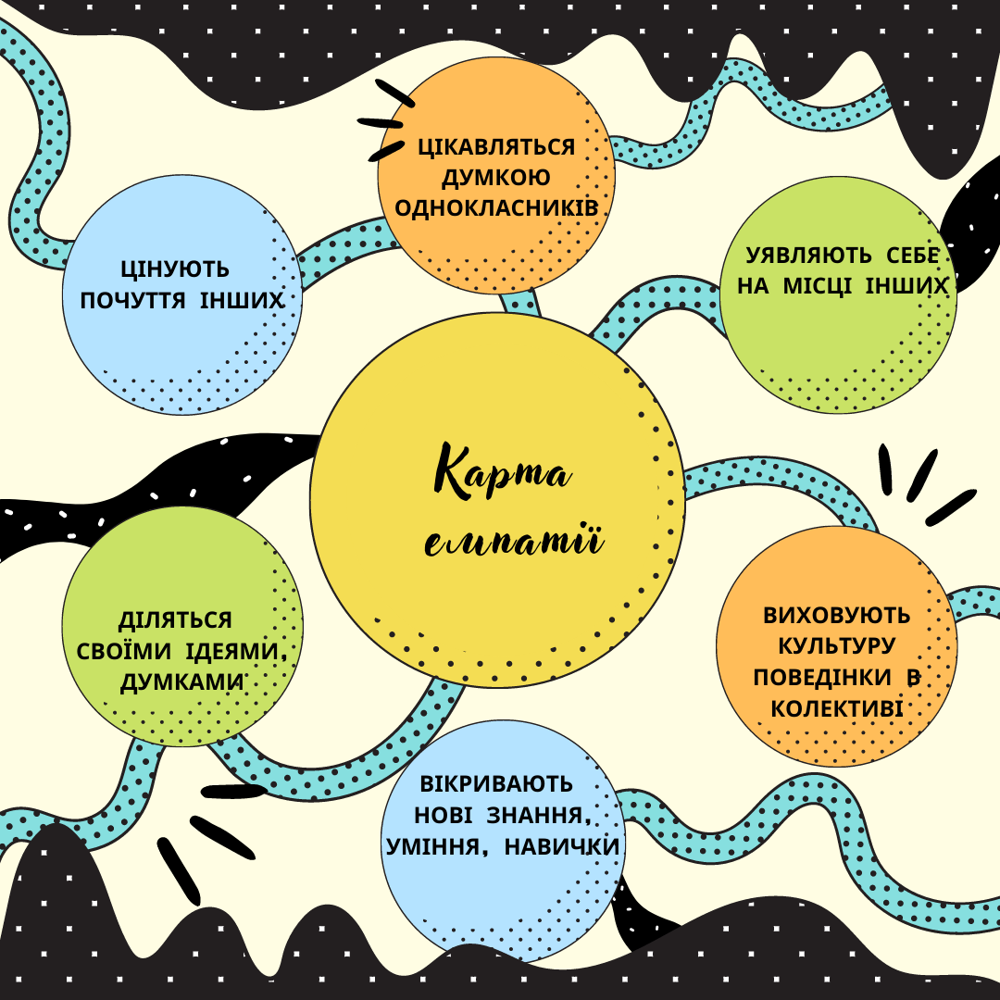 ЦІКАВЛЯТЬСЯ
ДУМКОЮ
ОДНОКЛАСНИКІВ
ЦІНУЮТЬ
ПОЧУТТЯ ІНШИХ
УЯВЛЯЮТЬ СЕБЕ
НА МІСЦІ ІНШИХ
Карта
емпатії
ДІЛЯТЬСЯ
СВОЇМИ ІДЕЯМИ,
ДУМКАМИ
ВИХОВУЮТЬ
КУЛЬТУРУ
ПОВЕДІНКИ В
КОЛЕКТИВІ
ВІКРИВАЮТЬ
НОВІ ЗНАННЯ,
УМІННЯ, НАВИЧКИ